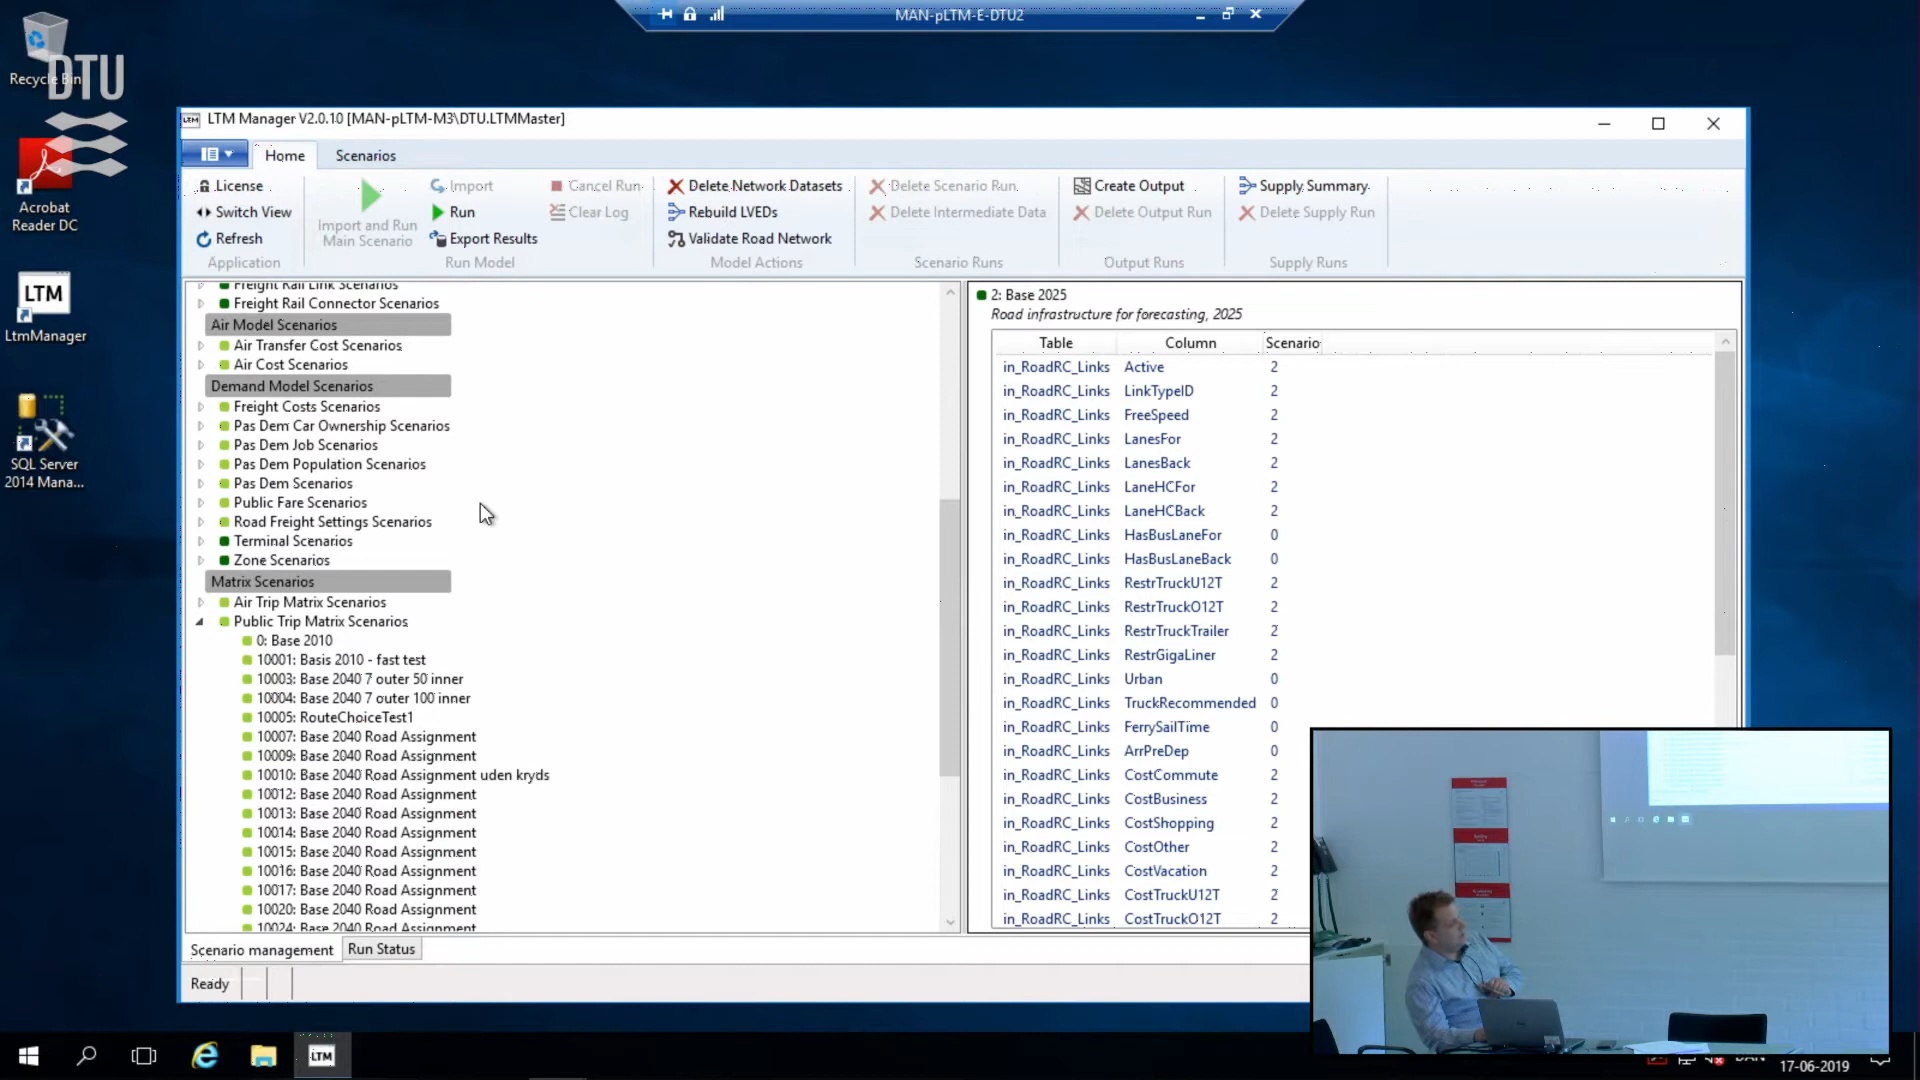 MAN-pLTM-E-DTU2
Recycle Bin
DTU
Acrobat
Reader DC
LTM
LtmManager
SQL Server
2014 Mana...
LTM Manager V2.0.10 [MAN-pLTM-M3\DTU.LTMMaster]
Home
Scenarios
License
Switch View
Refresh
Application
Import and Run
Main Scenario
Import
Run
Export Results
Cancel Run
Clear Log
Run Model
Delete Network Datasets
Rebuild LVEDs
Validate Road Network
Model Actions
Delete Scenario Run
Delete Intermediate Data
Scenario Runs
Create Output
Delete Output Run
Output Runs
Supply Summary
Delete Supply Run
Supply Runs
Freight Rail Link Scenarios
Freight Rail Connector Scenarios
Air Model Scenarios
Air Transfer Cost Scenarios
Air Cost Scenarios
Demand Model Scenarios
Freight Costs Scenarios
Pas Dem Car Ownership Scenarios
Pas Dem Job Scenarios
Pas Dem Population Scenarios
Pas Dem Scenarios
Public Fare Scenarios
Road Freight Settings Scenarios
Terminal Scenarios
Zone Scenarios
Matrix Scenarios
Air Trip Matrix Scenarios
Public Trip Matrix Scenarios
0: Base 2010
10001: Basis 2010 - fast test
10003: Base 2040 7 outer 50 inner
10004: Base 2040 7 outer 100 inner
10005: RouteChoiceTest1
10007: Base 2040 Road Assignment
10009: Base 2040 Road Assignment
10010: Base 2040 Road Assignment uden kryds
10012: Base 2040 Road Assignment
10013: Base 2040 Road Assignment
10014: Base 2040 Road Assignment
10015: Base 2040 Road Assignment
10016: Base 2040 Road Assignment
10017: Base 2040 Road Assignment
10020: Base 2040 Road Assignment
10024: Base 2040 Road Assignment
2: Base 2025
Road infrastructure for forecasting, 2025
Table Column Scenario
in_RoadRC_Links Active 2
in_RoadRC_Links LinkTypeID 2
in_RoadRC_Links FreeSpeed 2
in_RoadRC_Links LanesFor 2
in_RoadRC_Links LanesBack 2
in_RoadRC_Links LaneHCFor 2
in_RoadRC_Links LaneHCBack 2
in_RoadRC_Links HasBusLaneFor 0
in_RoadRC_Links HasBusLaneBack 0
in_RoadRC_Links RestrTruckU12T 2
in_RoadRC_Links RestrTruckO12T 2
in_RoadRC_Links RestrTruckTrailer 2
in_RoadRC_Links RestrGigaLiner 2
in_RoadRC_Links Urban 0
in_RoadRC_Links TruckRecommended 0
in_RoadRC_Links FerrySailTime 0
in_RoadRC_Links ArrPreDep 0
in_RoadRC_Links CostCommute 2
in_RoadRC_Links CostBusiness 2
in_RoadRC_Links CostShopping 2
in_RoadRC_Links CostOther 2
in_RoadRC_Links CostVacation 2
in_RoadRC_Links CostTruckU12T 2
in_RoadRC_Links CostTruckO12T 2
Scenario management
Run Status
Ready
LTM
DAN
17-06-2019